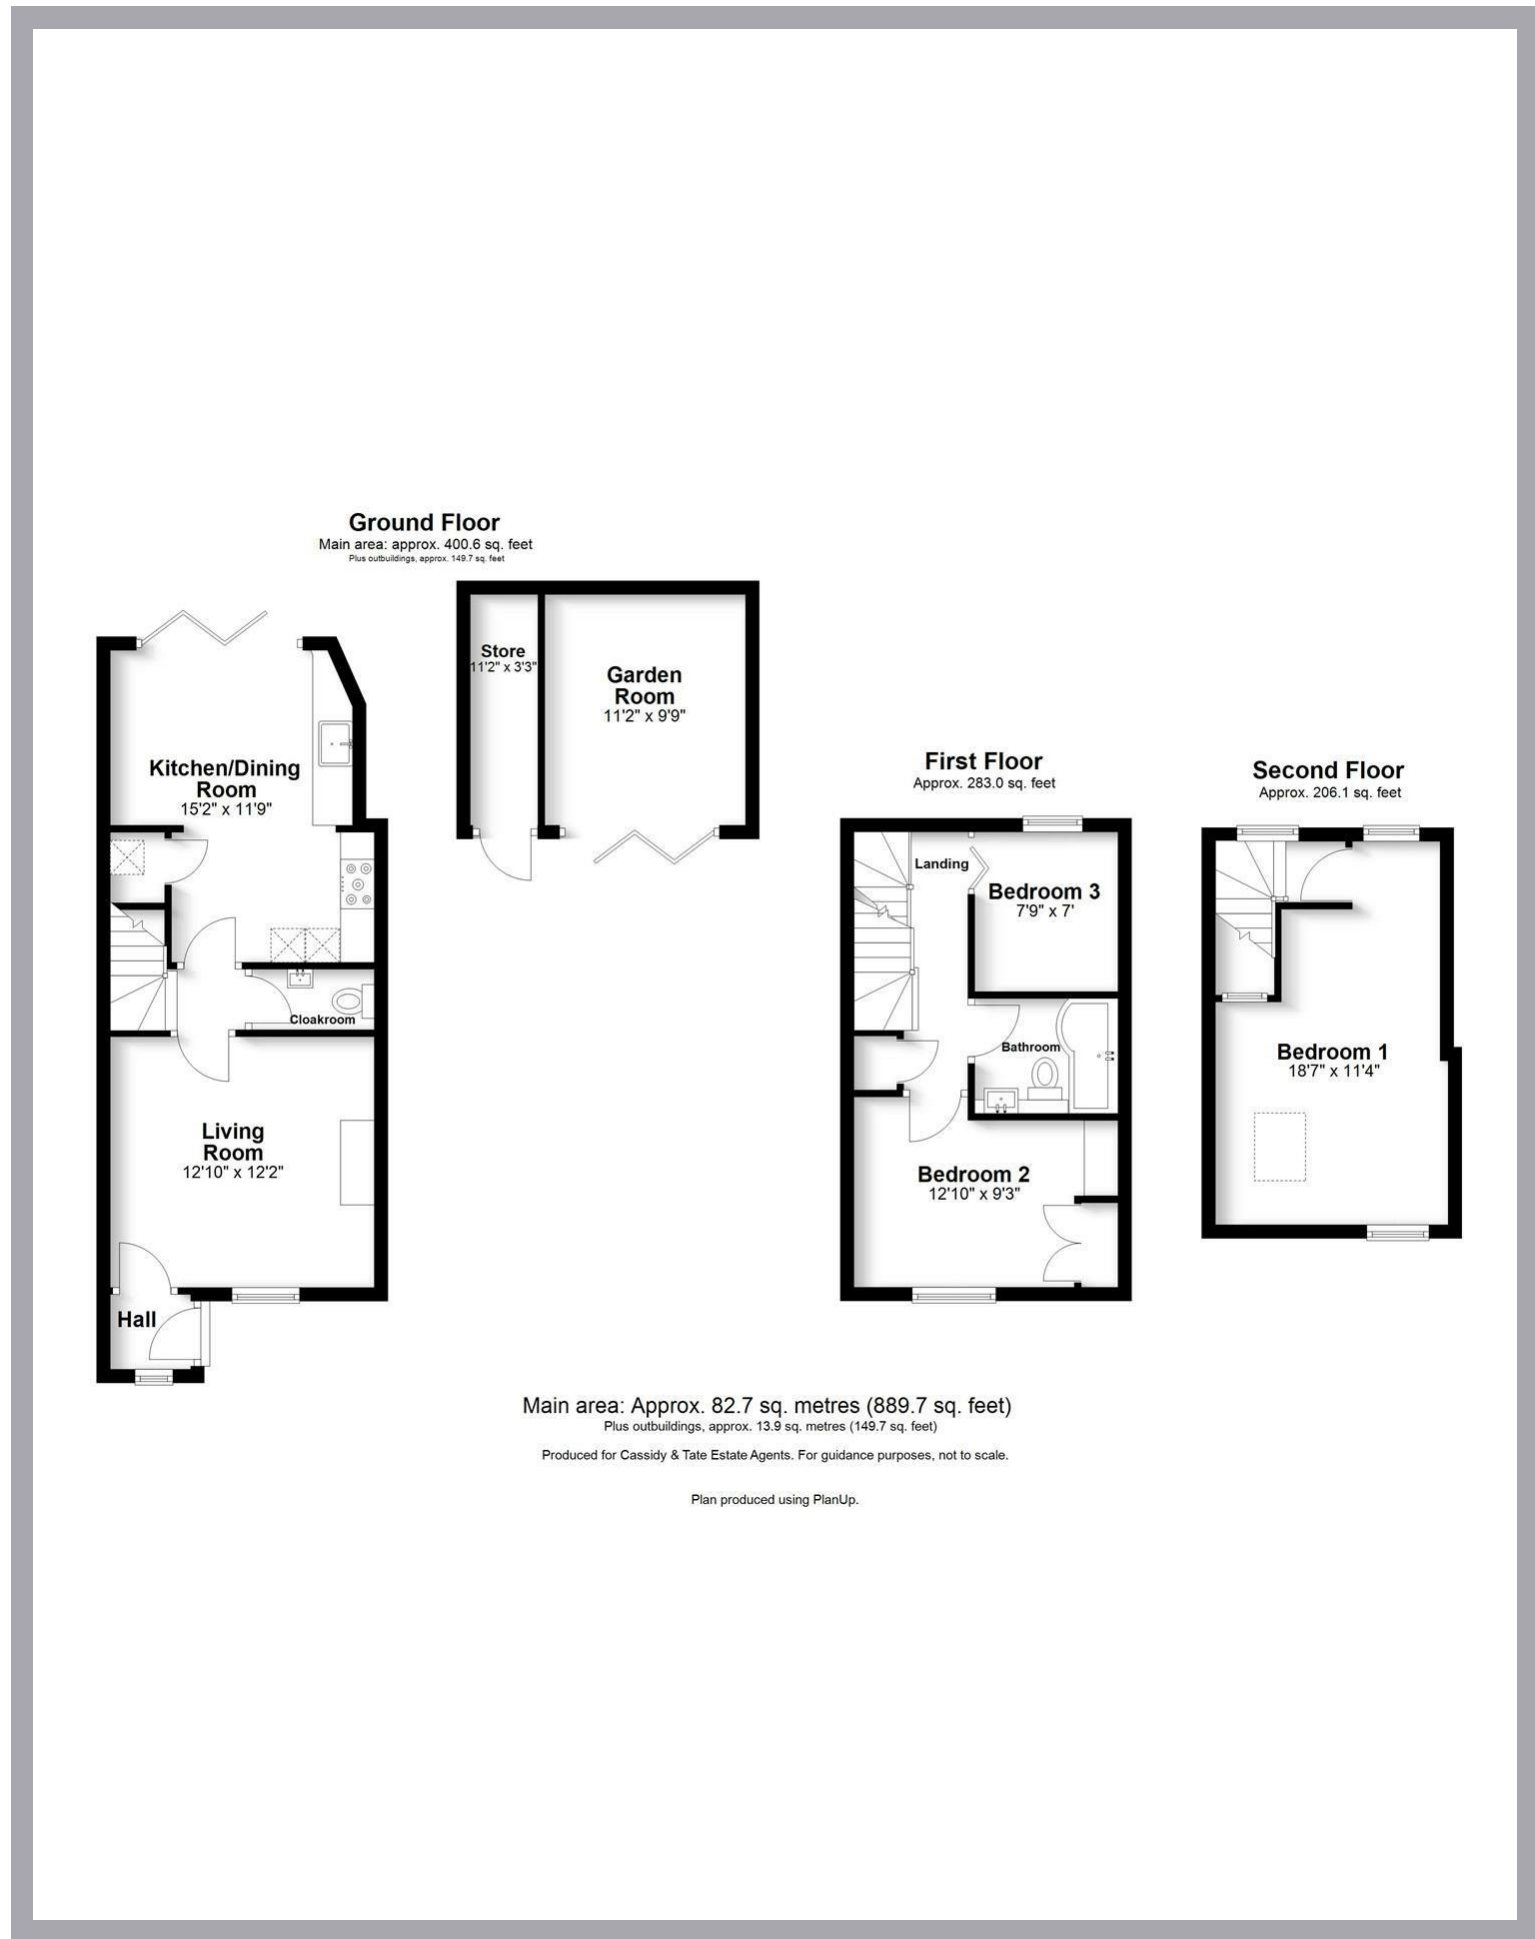 Ground Floor
Main area: approx. 400.6 sq. feet
Plus outbuildings, approx. 149.7 sq. feet
Store
11'2" x 3'3"
Garden
Room
11'2" x 9'9"
Kitchen/Dining
Room
15'2" x 11'9"
Cloakroom
Living
Room
12'10" x 12'2"
Hall
First Floor
Approx. 283.0 sq. feet
Landing
Bedroom 3
7'9" x 7'
Bathroom
Bedroom 2
12'10" x 9'3"
Second Floor
Approx. 206.1 sq. feet
Bedroom 1
18'7" x 11'4"
Main area: Approx. 82.7 sq. metres (889.7 sq. feet)
Plus outbuildings, approx. 13.9 sq. metres (149.7 sq. feet)
Produced for Cassidy & Tate Estate Agents. For guidance purposes, not to scale.
Plan produced using PlanUp.